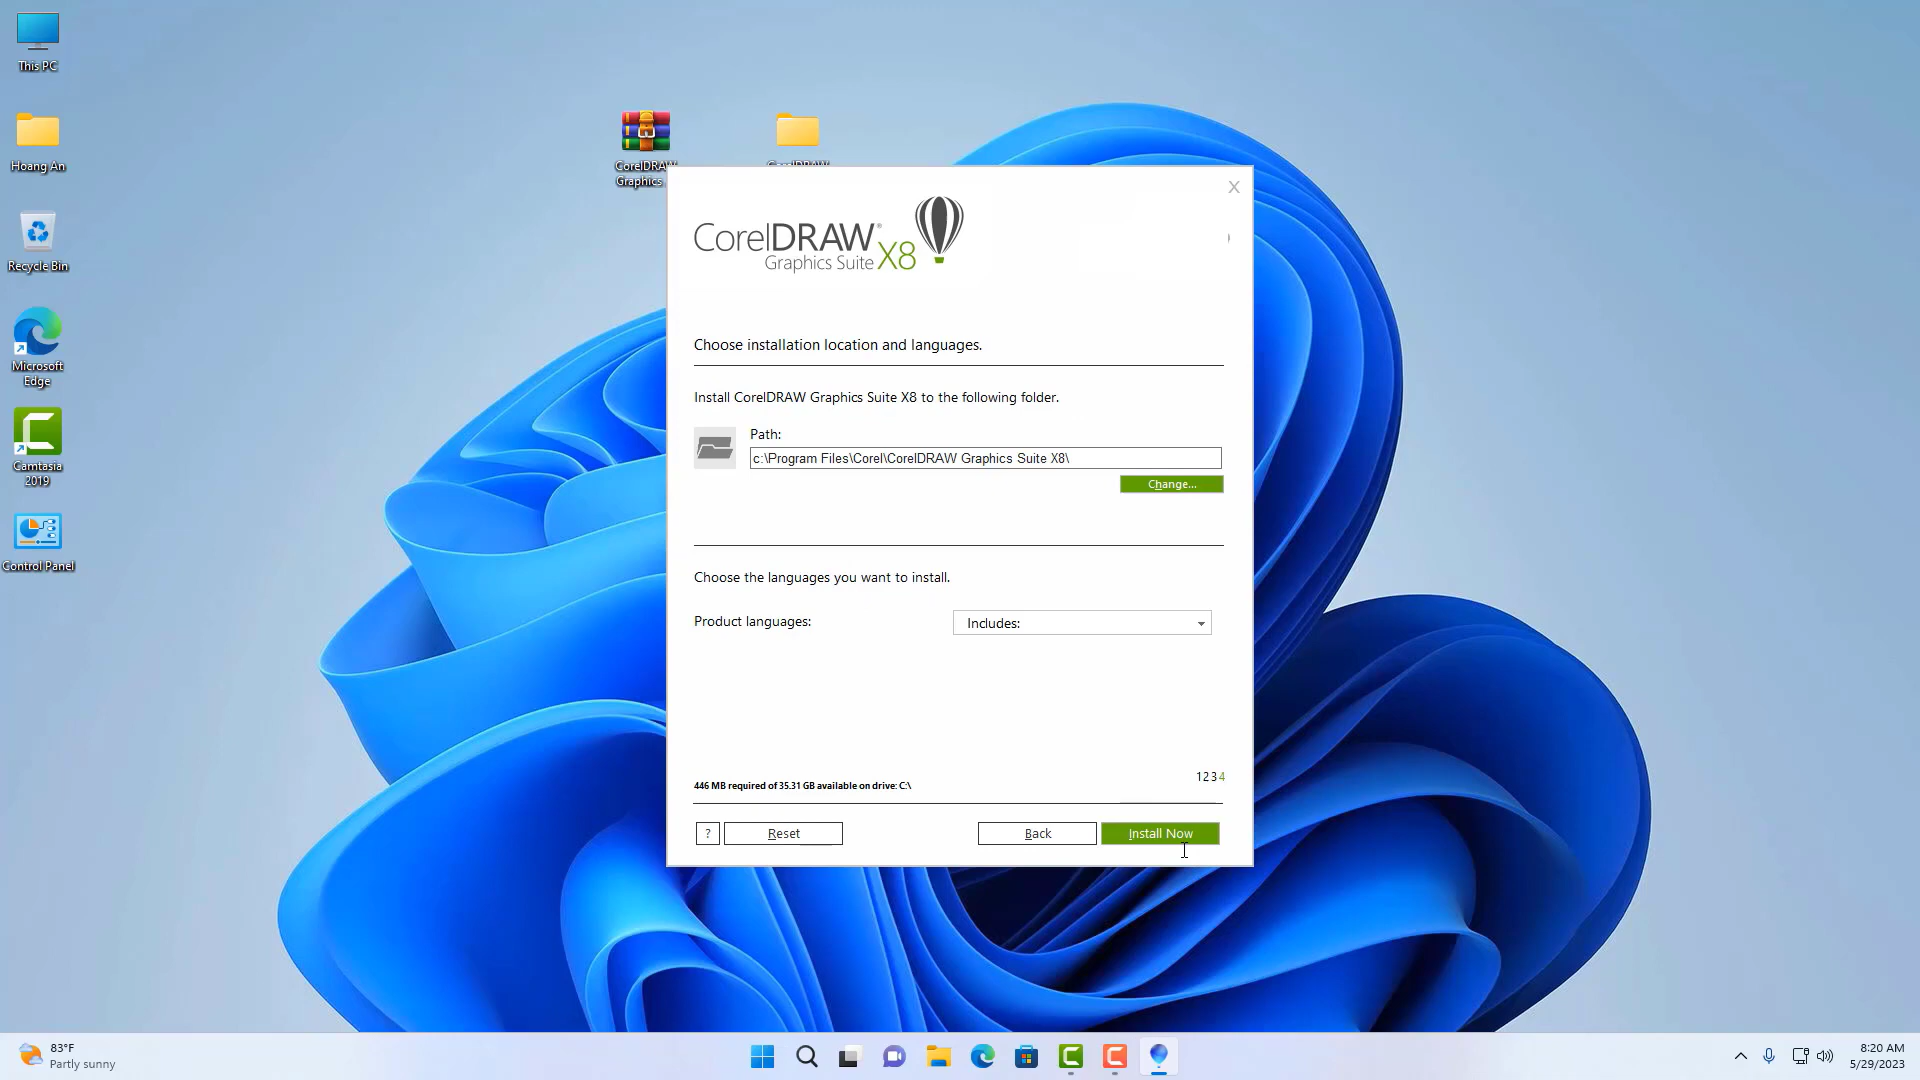 This PC
Hoang An
Recycle Bin
Microsoft
Edge
Camtasia
2019
Control Panel
CorelDRAW
Graphics
CorelDRAW
X
CorelDRAW®
Graphics Suite X8
Choose installation location and languages.
Install CorelDRAW Graphics Suite X8 to the following folder.
Path:
c:\Program Files\Corel\CorelDRAW Graphics Suite X8\
Change...
Choose the languages you want to install.
Product languages:
Includes:
1 2 3 4
446 MB required of 35.31 GB available on drive: C:\
?
Reset
Back
Install Now
83°F
Partly sunny
8:20 AM
5/29/2023